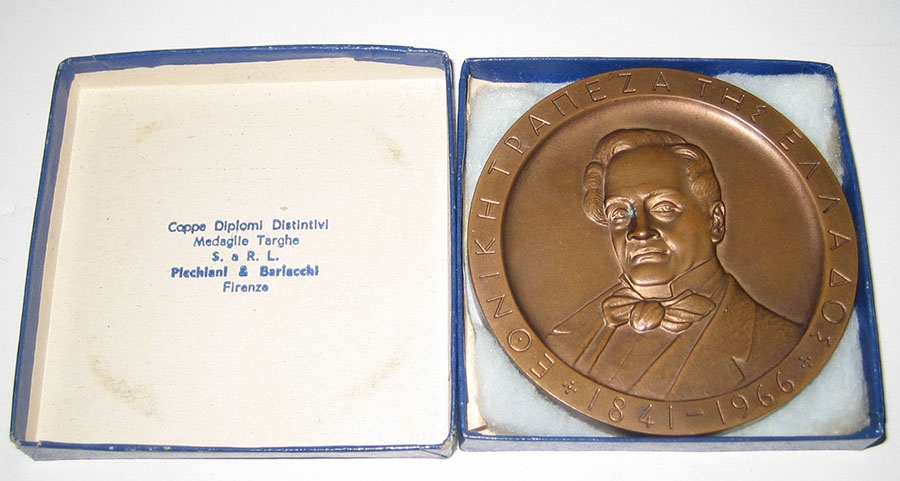 Coppe Diplomi Distintivi
Medaglie Targhe
S. a R. L.
Picchiani & Barlacchi
Firenze
ΕΘΝΙΚΗ ΤΡΑΠΕΖΑ ΤΗΣ ΕΛΛΑΔΟΣ
1841-1966